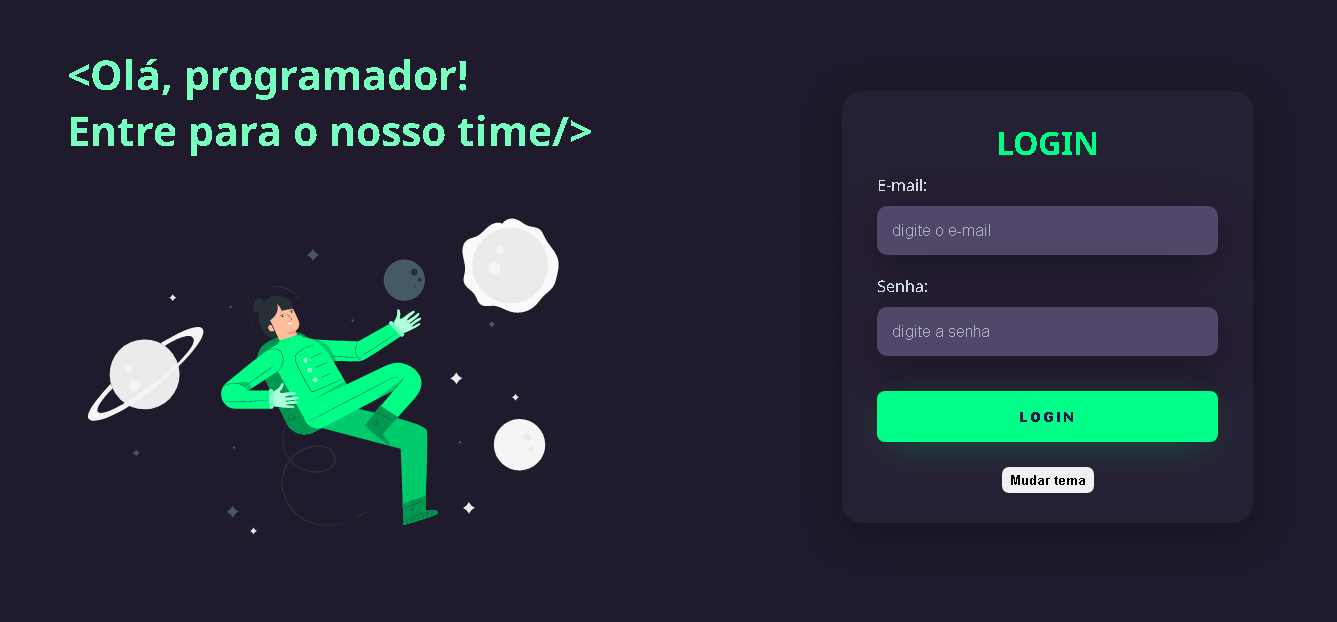 <Olá, programador!
Entre para o nosso time/>
LOGIN
E-mail:
digite o e-mail
Senha:
digite a senha
LOGIN
Mudar tema